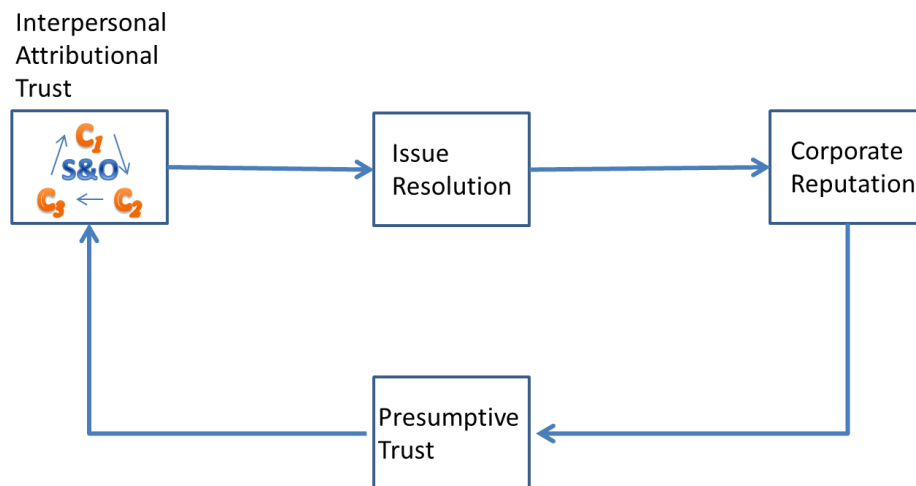 Interpersonal
Attributional
Trust
C1
S&O
C3 C2
Issue
Resolution
Corporate
Reputation
Presumptive
Trust